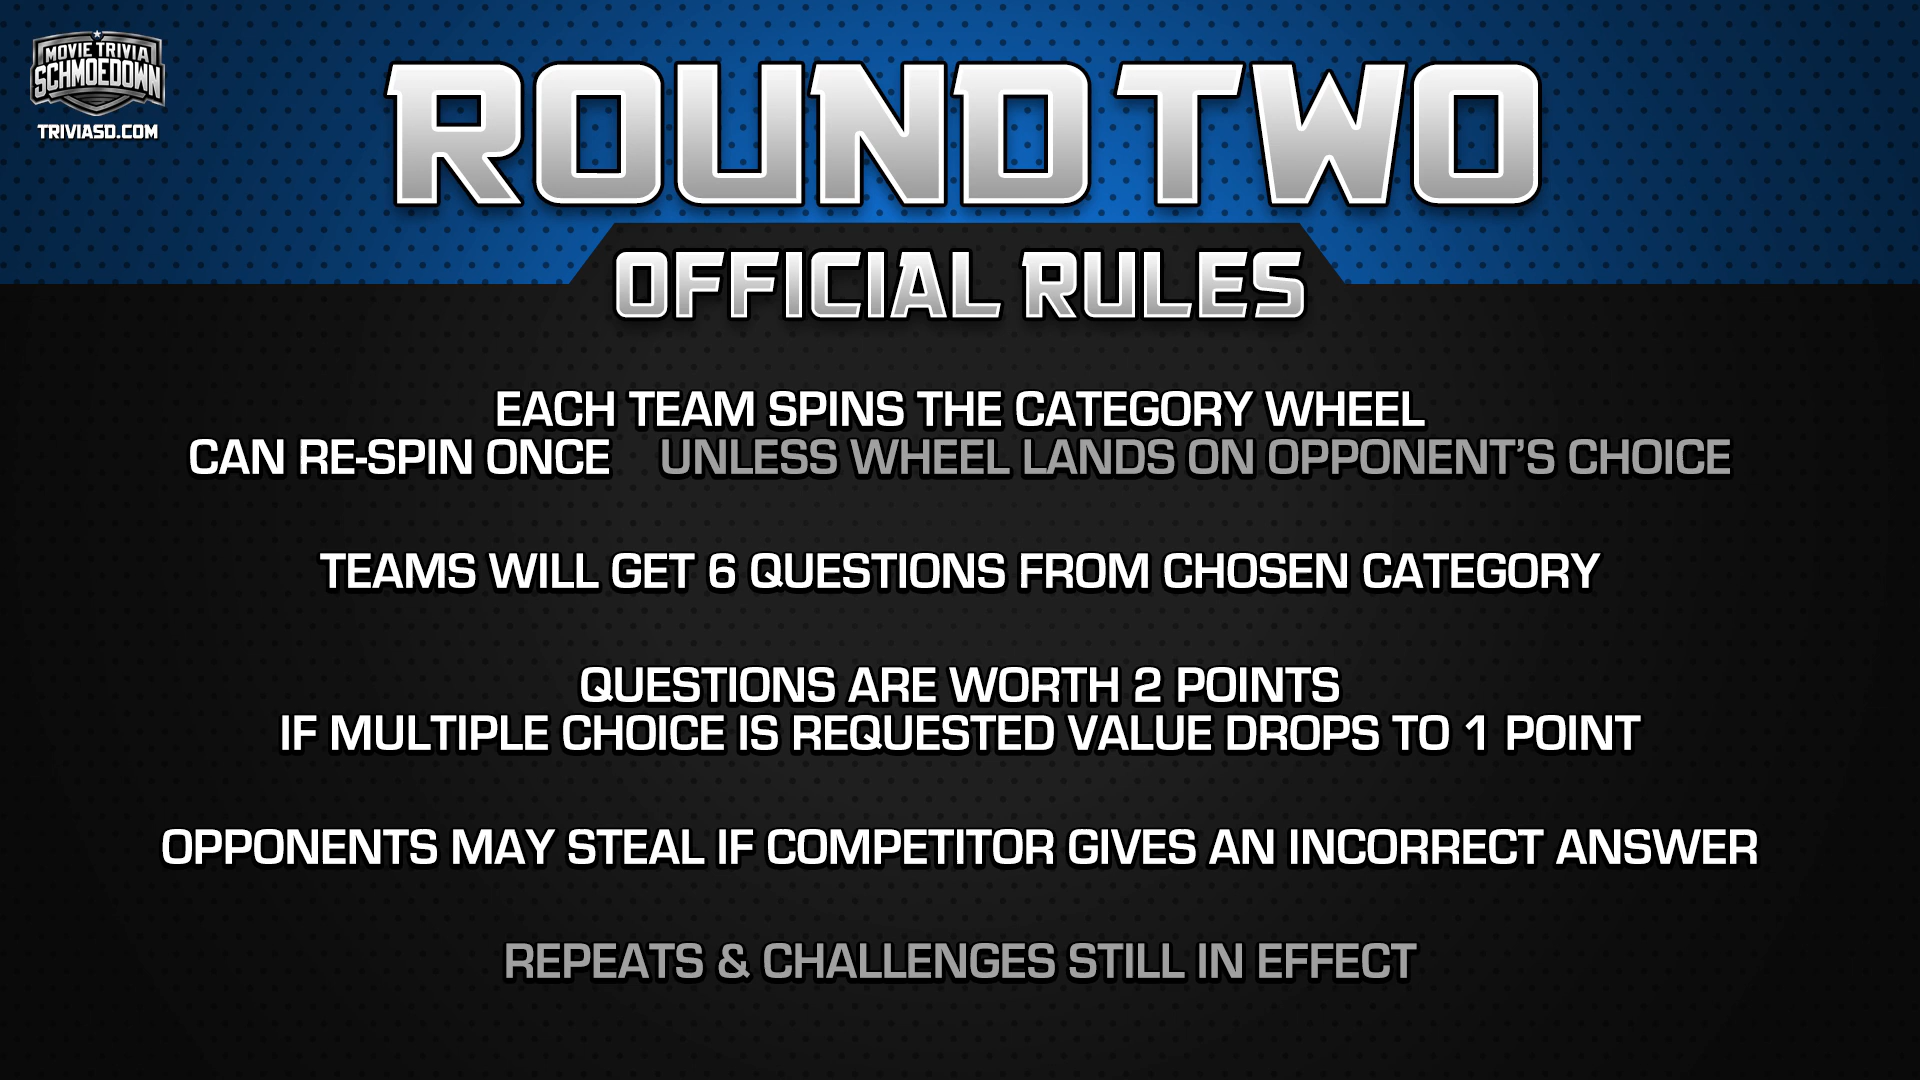 MOVIE TRIVIA
SCHMOEDOWN
TRIVIASD.COM
ROUND TWO
OFFICIAL RULES
EACH TEAM SPINS THE CATEGORY WHEEL
CAN RE-SPIN ONCE UNLESS WHEEL LANDS ON OPPONENT’S CHOICE
TEAMS WILL GET 6 QUESTIONS FROM CHOSEN CATEGORY
QUESTIONS ARE WORTH 2 POINTS
IF MULTIPLE CHOICE IS REQUESTED VALUE DROPS TO 1 POINT
OPPONENTS MAY STEAL IF COMPETITOR GIVES AN INCORRECT ANSWER
REPEATS & CHALLENGES STILL IN EFFECT